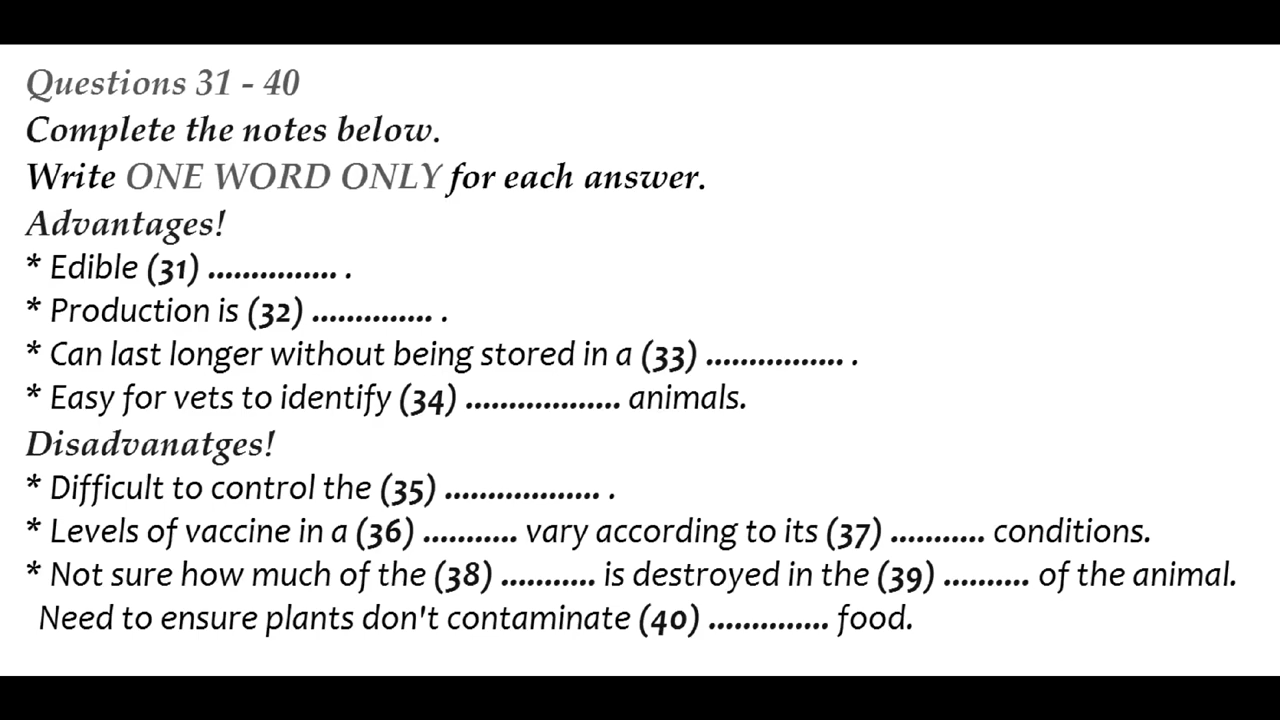 Questions 31 - 40
Complete the notes below.
Write ONE WORD ONLY for each answer.
Advantages!
* Edible (31) ............... .
* Production is (32) .............. .
* Can last longer without being stored in a (33) ................ .
* Easy for vets to identify (34) .................. animals.
Disadvanatges!
* Difficult to control the (35) .................. .
* Levels of vaccine in a (36) ........... vary according to its (37) ........... conditions.
* Not sure how much of the (38) ........... is destroyed in the (39) .......... of the animal.
Need to ensure plants don't contaminate (40) .............. food.